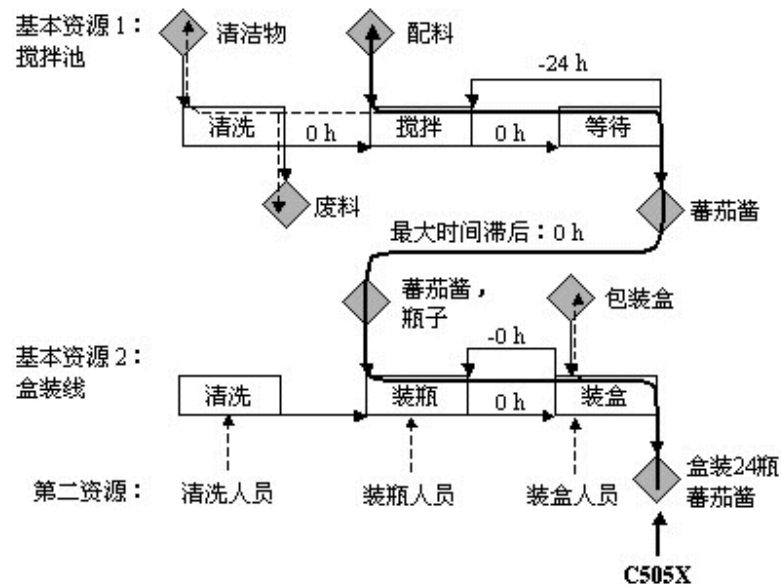 基本资源 1：
搅拌池
清洁物
配料
-24 h
清洗
0 h
搅拌
0 h
等待
废料
蕃茄酱
最大时间滞后：0 h
蕃茄酱，
瓶子
包装盒
基本资源 2：
盒装线
-0 h
清洗
装瓶
0 h
装盒
第二资源：
清洗人员
装瓶人员
装盒人员
盒装24瓶
蕃茄酱
C505X